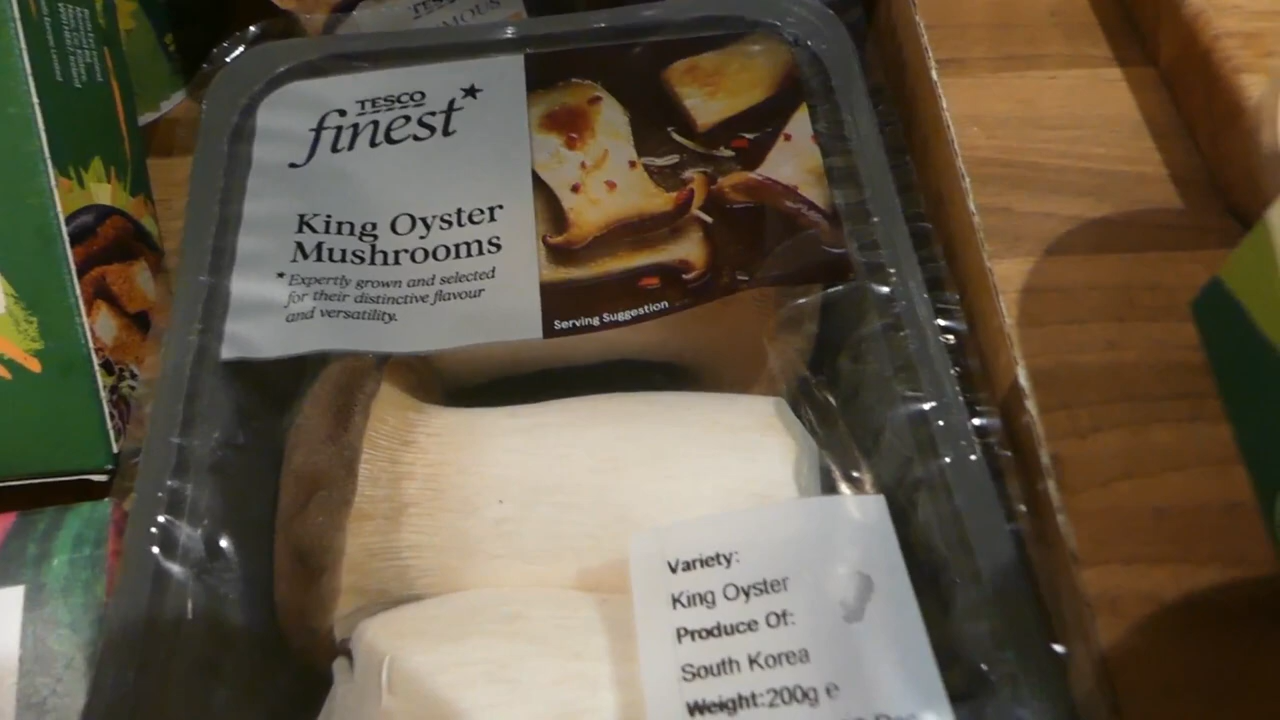 TESCO
finest*
King Oyster
Mushrooms
*Expertly grown and selected
for their distinctive flavour
and versatility.
Serving Suggestion
Variety:
King Oyster
Produce Of:
South Korea
Weight:200g e